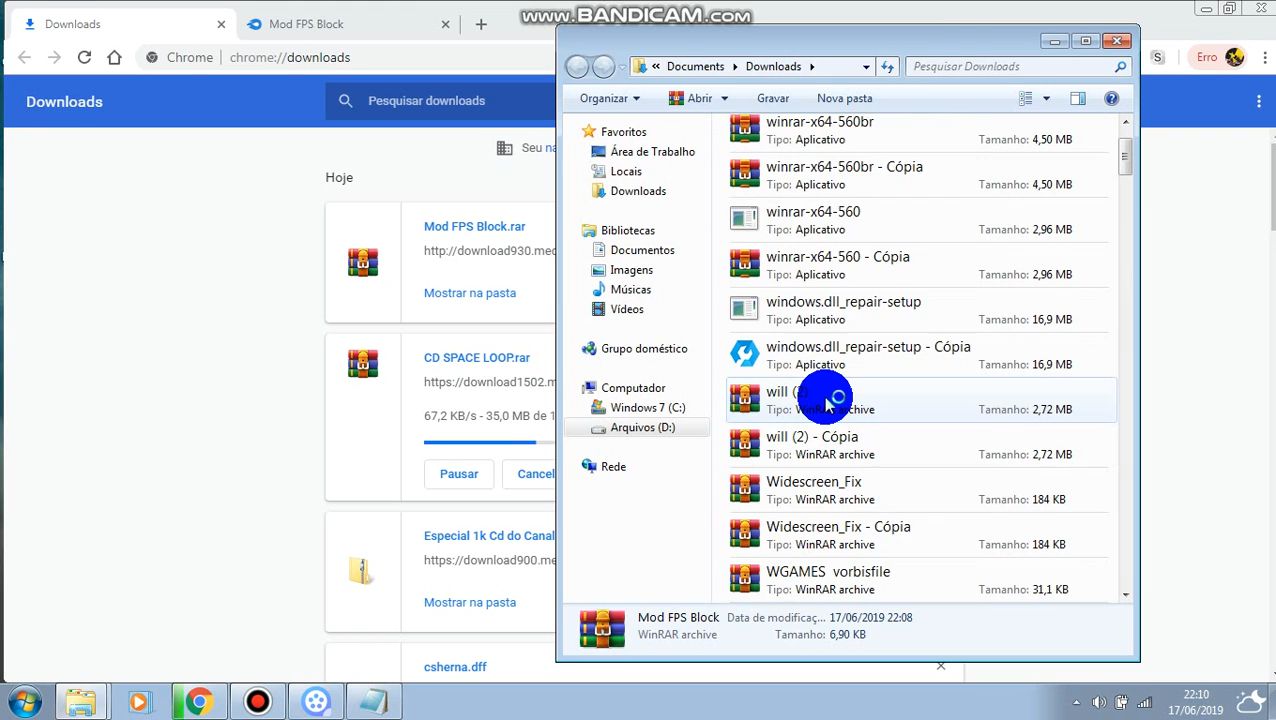 Downloads
Mod FPS Block
www.BANDICAM.com
Chrome
chrome://downloads
S
Erro
Downloads
Pesquisar downloads
Seu na
Hoje
Mod FPS Block.rar
http://download930.med
Mostrar na pasta
CD SPACE LOOP.rar
https://download1502.m
67,2 KB/s - 35,0 MB de 1
Pausar
Cancel
Especial 1k Cd do Canal
https://download900.me
Mostrar na pasta
csherna.dff
« Documents
Downloads
Pesquisar Downloads
Organizar
Abrir
Gravar
Nova pasta
Favoritos
Área de Trabalho
Locais
Downloads
Bibliotecas
Documentos
Imagens
Músicas
Vídeos
Grupo doméstico
Computador
Windows 7 (C:)
Arquivos (D:)
Rede
winrar-x64-560br
Tipo: Aplicativo
Tamanho: 4,50 MB
winrar-x64-560br - Cópia
Tipo: Aplicativo
Tamanho: 4,50 MB
winrar-x64-560
Tipo: Aplicativo
Tamanho: 2,96 MB
winrar-x64-560 - Cópia
Tipo: Aplicativo
Tamanho: 2,96 MB
windows.dll_repair-setup
Tipo: Aplicativo
Tamanho: 16,9 MB
windows.dll_repair-setup - Cópia
Tipo: Aplicativo
Tamanho: 16,9 MB
will (2)
Tipo: WinRAR archive
Tamanho: 2,72 MB
will (2) - Cópia
Tipo: WinRAR archive
Tamanho: 2,72 MB
Widescreen_Fix
Tipo: WinRAR archive
Tamanho: 184 KB
Widescreen_Fix - Cópia
Tipo: WinRAR archive
Tamanho: 184 KB
WGAMES vorbisfile
Tipo: WinRAR archive
Tamanho: 31,1 KB
Mod FPS Block Data de modificaç... 17/06/2019 22:08
WinRAR archive Tamanho: 6,90 KB
22:10
17/06/2019